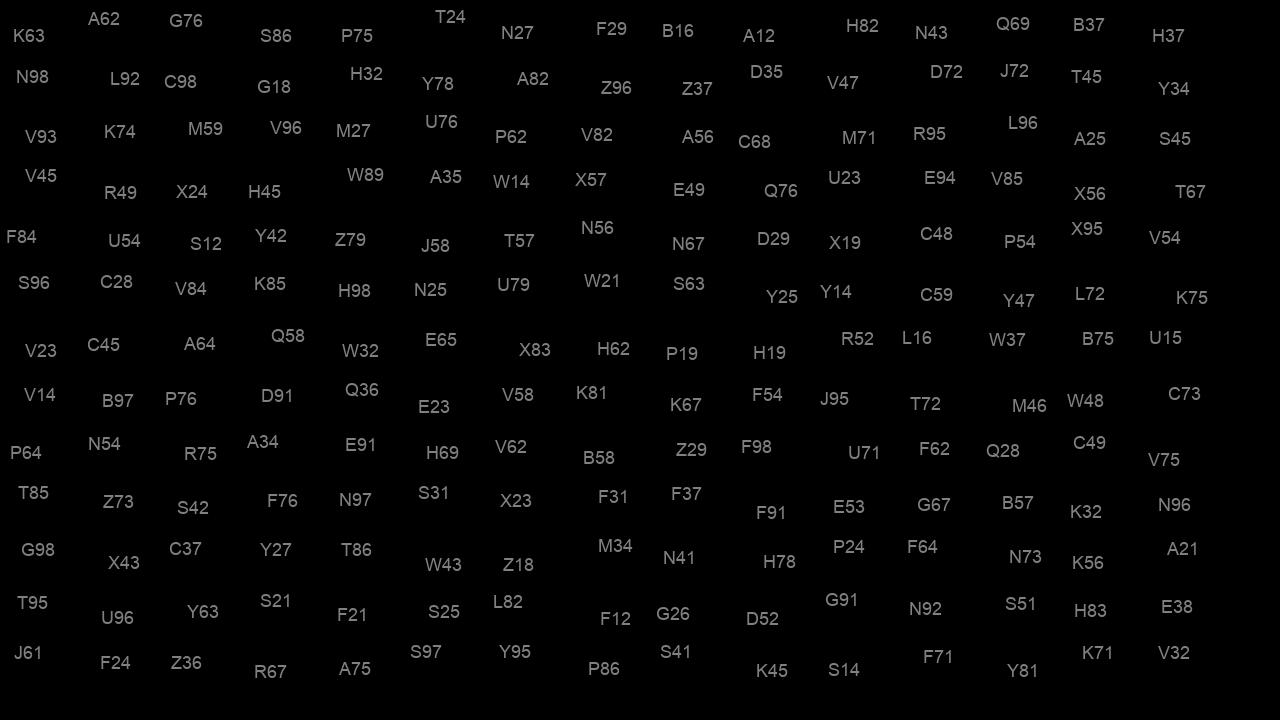 K63 A62 G76 S86 P75 T24 N27 F29 B16 A12 H82 N43 Q69 B37 H37
N98 L92 C98 G18 H32 Y78 A82 Z96 Z37 D35 V47 D72 J72 T45 Y34
V93 K74 M59 V96 M27 U76 P62 V82 A56 C68 M71 R95 L96 A25 S45
V45 R49 X24 H45 W89 A35 W14 X57 E49 Q76 U23 E94 V85 X56 T67
F84 U54 S12 Y42 Z79 J58 T57 N56 N67 D29 X19 C48 P54 X95 V54
S96 C28 V84 K85 H98 N25 U79 W21 S63 Y25 Y14 C59 Y47 L72 K75
V23 C45 A64 Q58 W32 E65 X83 H62 P19 H19 R52 L16 W37 B75 U15
V14 B97 P76 D91 Q36 E23 V58 K81 K67 F54 J95 T72 M46 W48 C73
P64 N54 R75 A34 E91 H69 V62 B58 Z29 F98 U71 F62 Q28 C49 V75
T85 Z73 S42 F76 N97 S31 X23 F31 F37 F91 E53 G67 B57 K32 N96
G98 X43 C37 Y27 T86 W43 Z18 M34 N41 H78 P24 F64 N73 K56 A21
T95 U96 Y63 S21 F21 S25 L82 F12 G26 D52 G91 N92 S51 H83 E38
J61 F24 Z36 R67 A75 S97 Y95 P86 S41 K45 S14 F71 Y81 K71 V32